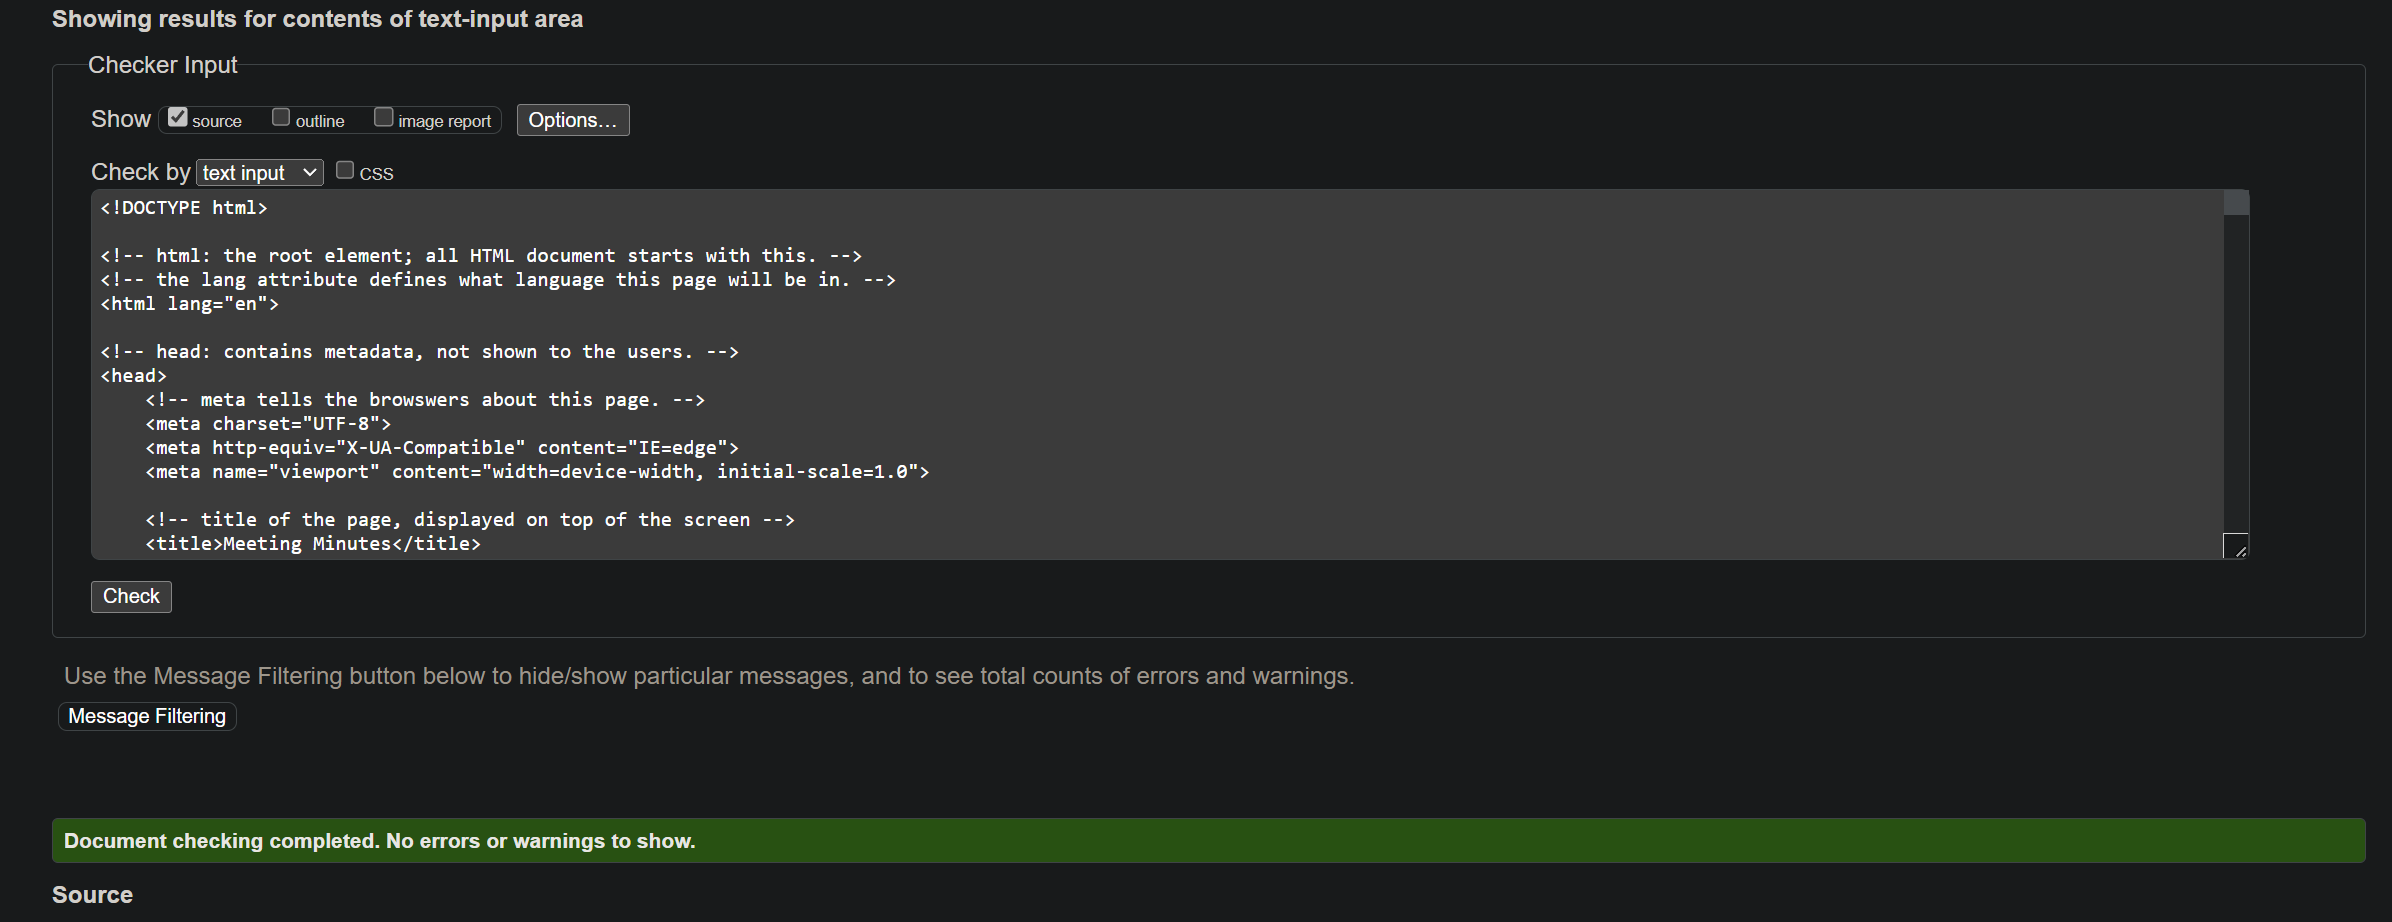 Showing results for contents of text-input area
Checker Input
Show source outline image report Options...
Check by text input CSS
<!DOCTYPE html>
<!-- html: the root element; all HTML document starts with this. -->
<!-- the lang attribute defines what language this page will be in. -->
<html lang="en">
<!-- head: contains metadata, not shown to the users. -->
<head>
<!-- meta tells the browswers about this page. -->
<meta charset="UTF-8">
<meta http-equiv="X-UA-Compatible" content="IE=edge">
<meta name="viewport" content="width=device-width, initial-scale=1.0">
<!-- title of the page, displayed on top of the screen -->
<title>Meeting Minutes</title>
Check
Use the Message Filtering button below to hide/show particular messages, and to see total counts of errors and warnings.
Message Filtering
Document checking completed. No errors or warnings to show.
Source